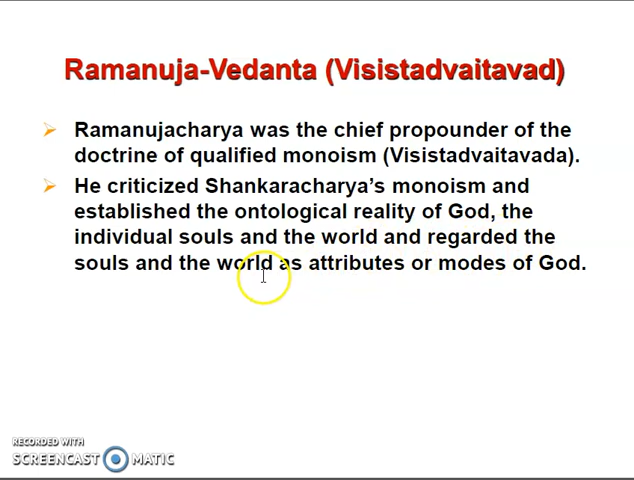 Ramanuja-Vedanta (Visistadvaitavad)
Ramanujacharya was the chief propounder of the
doctrine of qualified monoism (Visistadvaitavada).
He criticized Shankaracharya's monoism and
established the ontological reality of God, the
individual souls and the world and regarded the
souls and the world as attributes or modes of God.
RECORDED WITH
SCREENCAST MATIC